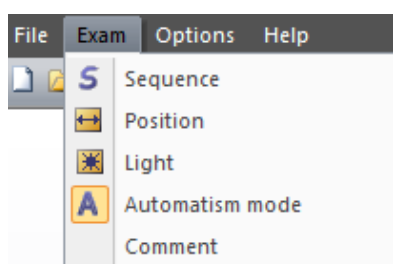 File Exam Options Help
S Sequence
Position
Light
A Automatism mode
Comment